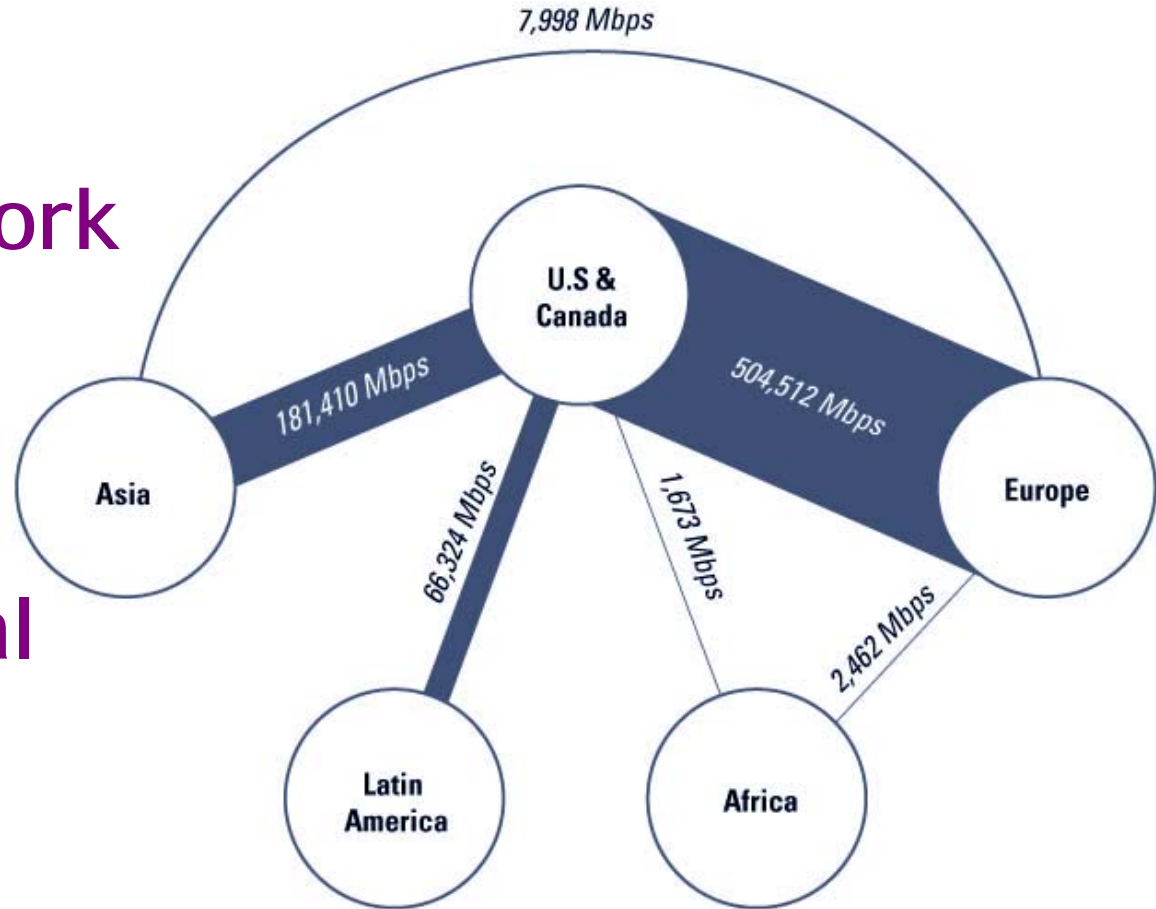 7,998 Mbps
ork
U.S &
Canada
181,410 Mbps
504,512 Mbps
Asia
66,324 Mbps
1,673 Mbps
Europe
al
2,462 Mbps
Latin
America
Africa